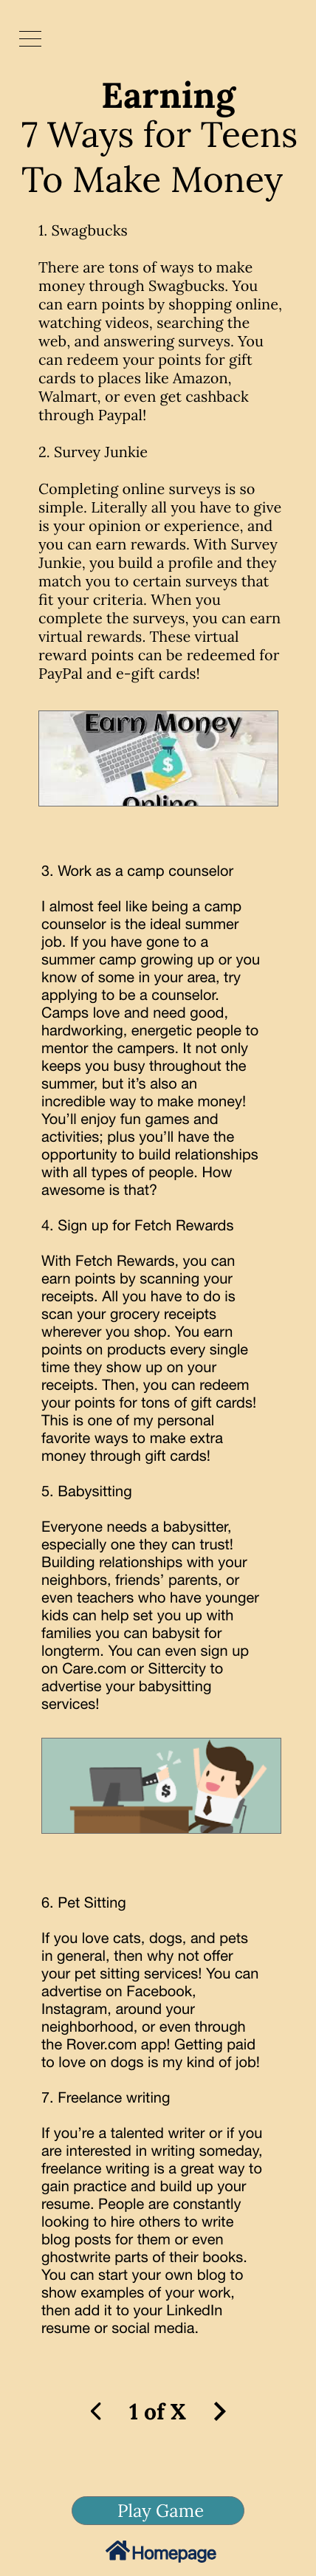 Earning
7 Ways for Teens
To Make Money
1. Swagbucks
There are tons of ways to make
money through Swagbucks. You
can earn points by shopping online,
watching videos, searching the
web, and answering surveys. You
can redeem your points for gift
cards to places like Amazon,
Walmart, or even get cashback
through Paypal!
2. Survey Junkie
Completing online surveys is so
simple. Literally all you have to give
is your opinion or experience, and
you can earn rewards. With Survey
Junkie, you build a profile and they
match you to certain surveys that
fit your criteria. When you
complete the surveys, you can earn
virtual rewards. These virtual
reward points can be redeemed for
PayPal and e-gift cards!
Earn Money
$
Online
3. Work as a camp counselor
I almost feel like being a camp
counselor is the ideal summer
job. If you have gone to a
summer camp growing up or you
know of some in your area, try
applying to be a counselor.
Camps love and need good,
hardworking, energetic people to
mentor the campers. It not only
keeps you busy throughout the
summer, but it’s also an
incredible way to make money!
You’ll enjoy fun games and
activities; plus you’ll have the
opportunity to build relationships
with all types of people. How
awesome is that?
4. Sign up for Fetch Rewards
With Fetch Rewards, you can
earn points by scanning your
receipts. All you have to do is
scan your grocery receipts
wherever you shop. You earn
points on products every single
time they show up on your
receipts. Then, you can redeem
your points for tons of gift cards!
This is one of my personal
favorite ways to make extra
money through gift cards!
5. Babysitting
Everyone needs a babysitter,
especially one they can trust!
Building relationships with your
neighbors, friends’ parents, or
even teachers who have younger
kids can help set you up with
families you can babysit for
longterm. You can even sign up
on Care.com or Sittercity to
advertise your babysitting
services!
$
6. Pet Sitting
If you love cats, dogs, and pets
in general, then why not offer
your pet sitting services! You can
advertise on Facebook,
Instagram, around your
neighborhood, or even through
the Rover.com app! Getting paid
to love on dogs is my kind of job!
7. Freelance writing
If you’re a talented writer or if you
are interested in writing someday,
freelance writing is a great way to
gain practice and build up your
resume. People are constantly
looking to hire others to write
blog posts for them or even
ghostwrite parts of their books.
You can start your own blog to
show examples of your work,
then add it to your LinkedIn
resume or social media.
1 of X
Play Game
Homepage